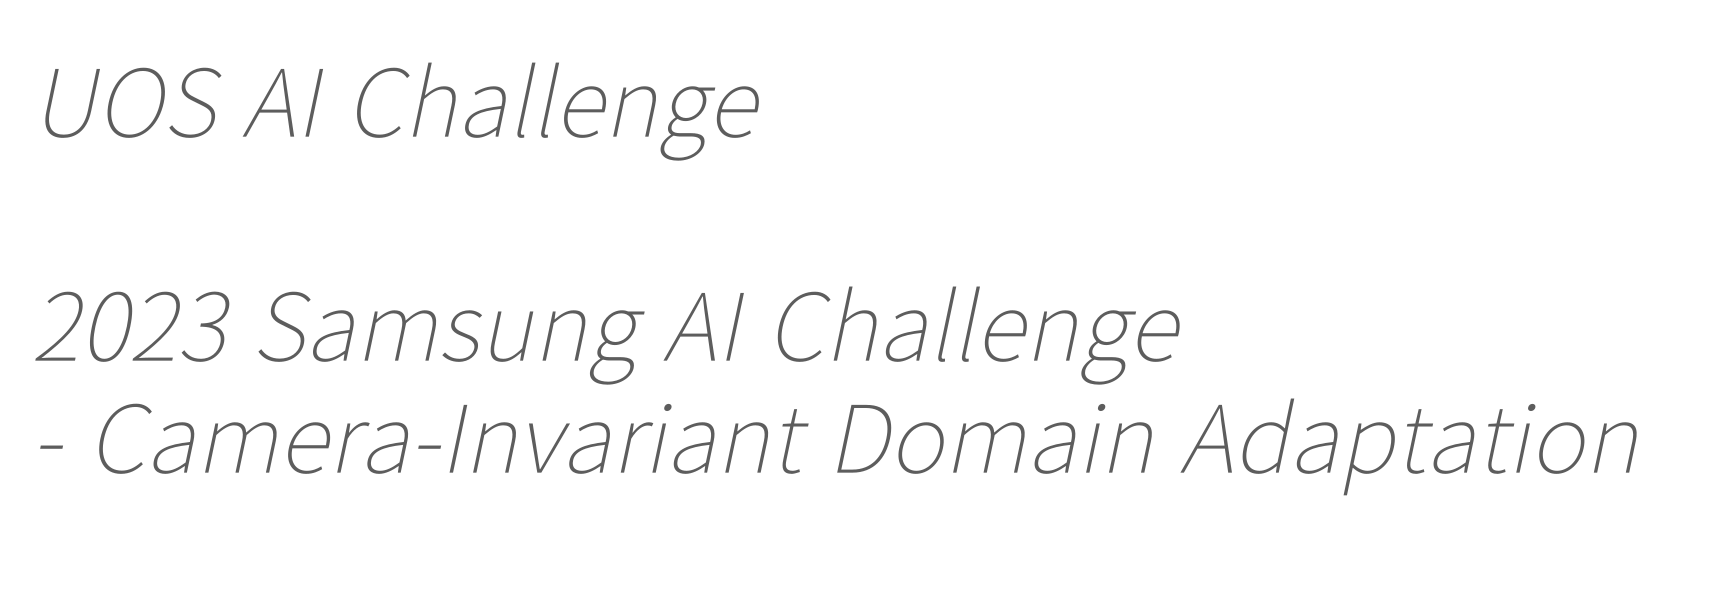 UOS AI Challenge
2023 Samsung AI Challenge
- Camera-Invariant Domain Adaptation